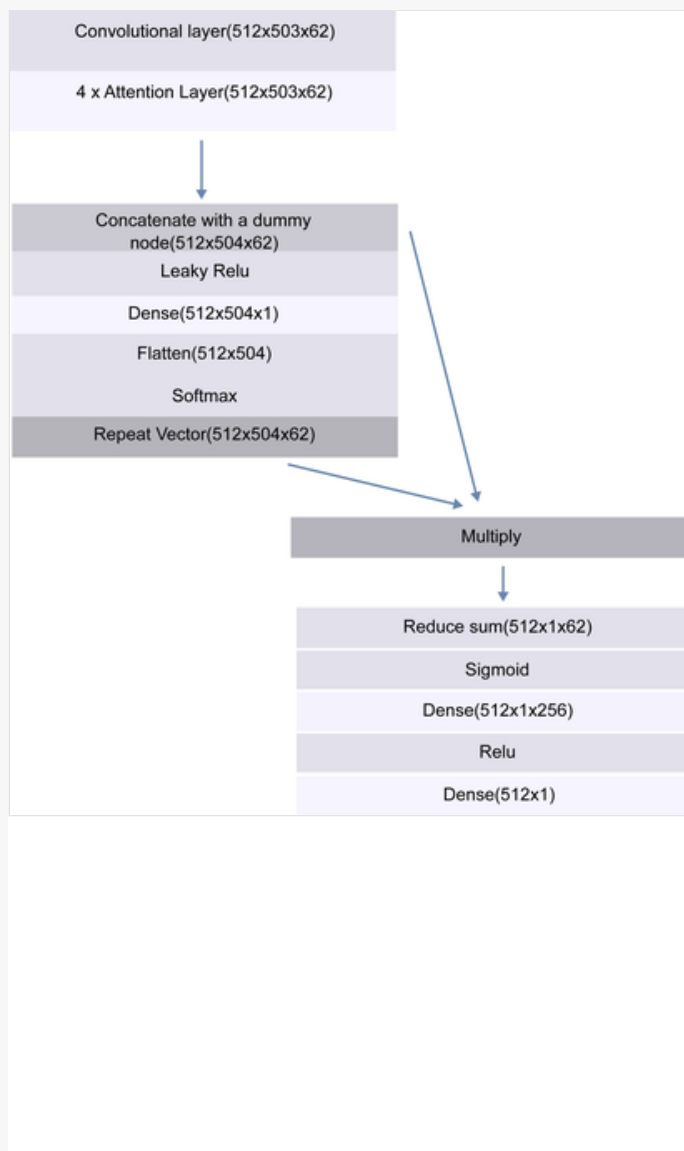 Convolutional layer(512x503x62)
4 x Attention Layer(512x503x62)
Concatenate with a dummy
node(512x504x62)
Leaky Relu
Dense(512x504x1)
Flatten(512x504)
Softmax
Repeat Vector(512x504x62)
Multiply
Reduce sum(512x1x62)
Sigmoid
Dense(512x1x256)
Relu
Dense(512x1)